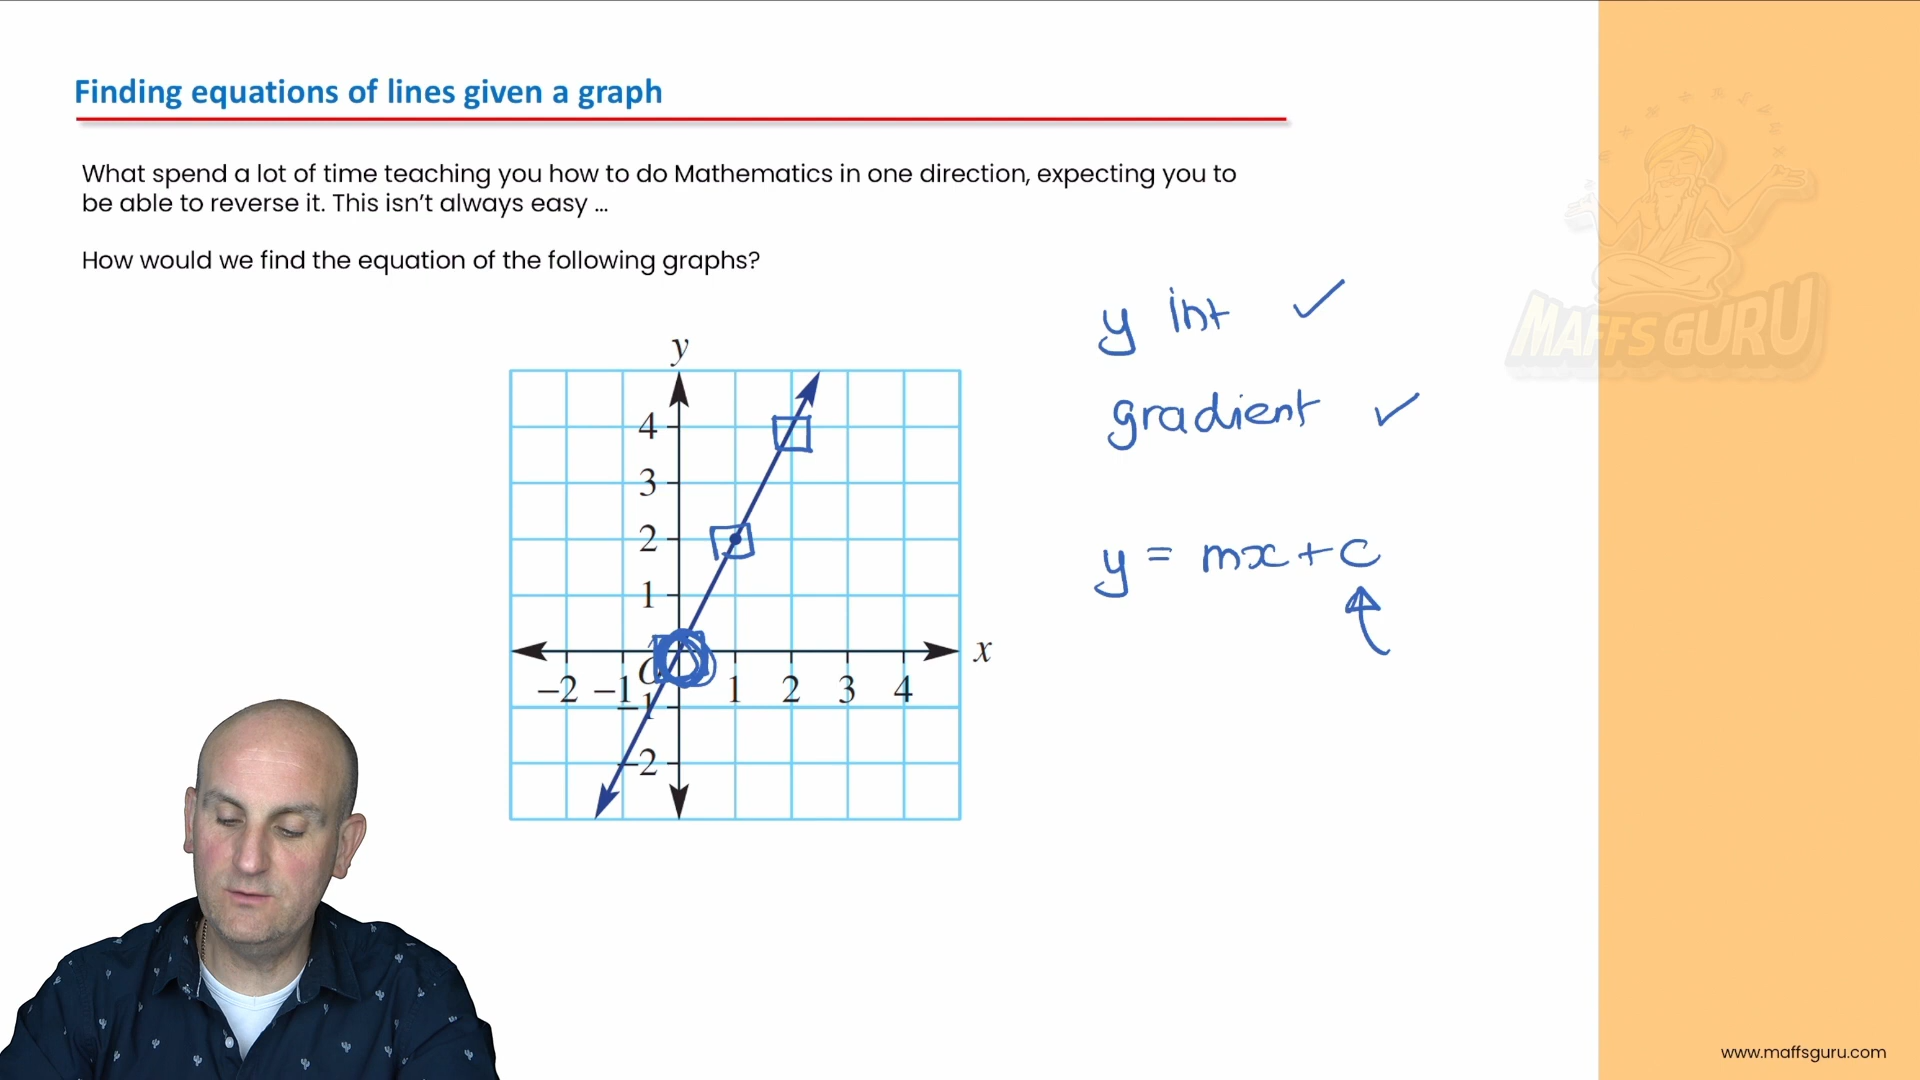 Finding equations of lines given a graph
What spend a lot of time teaching you how to do Mathematics in one direction, expecting you to
be able to reverse it. This isn't always easy ...
How would we find the equation of the following graphs?
y int ✓
gradient ✓
y = mx + c
y
4
3
2
1
x
-2 -1 1 2 3 4
-1
-2
MAFFS GURU
www.maffsguru.com